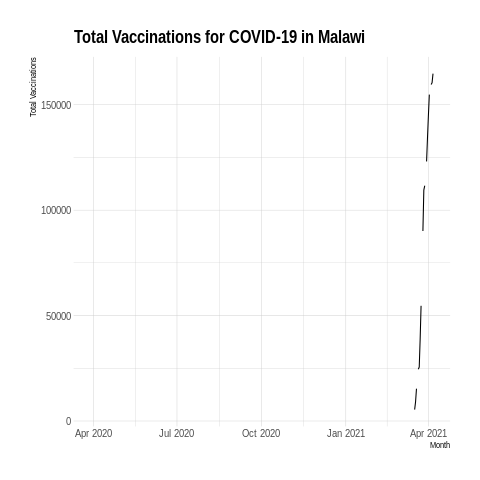 Total Vaccinations for COVID-19 in Malawi
Total Vaccinations
150000
100000
50000
0
Apr 2020 Jul 2020 Oct 2020 Jan 2021 Apr 2021
Month